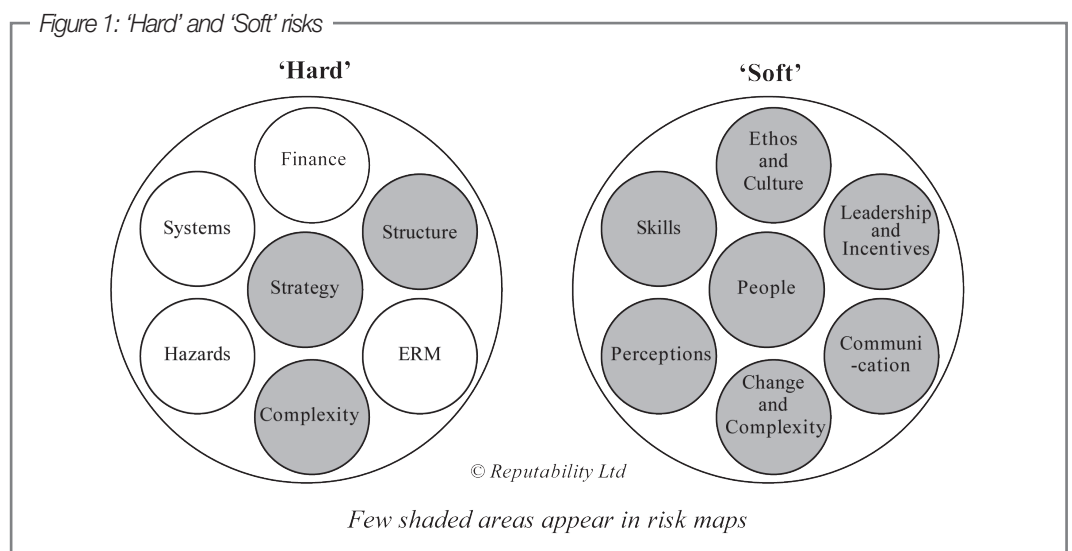 Figure 1: ‘Hard’ and ‘Soft’ risks
‘Hard’
Finance
Systems
Structure
Strategy
Hazards
ERM
Complexity
‘Soft’
Ethos
and
Culture
Skills
Leadership
and
Incentives
People
Perceptions
Communi
-cation
Change
and
Complexity
© Reputability Ltd
Few shaded areas appear in risk maps